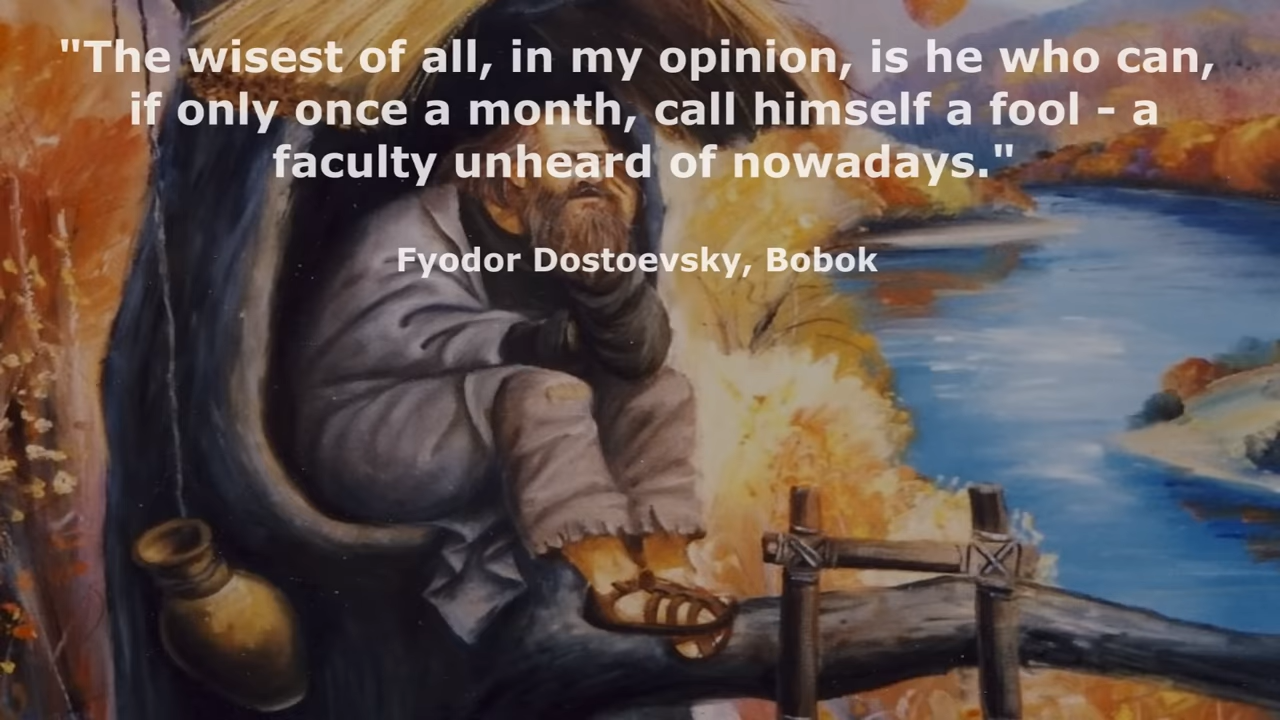 "The wisest of all, in my opinion, is he who can,
if only once a month, call himself a fool - a
faculty unheard of nowadays."
Fyodor Dostoevsky, Bobok